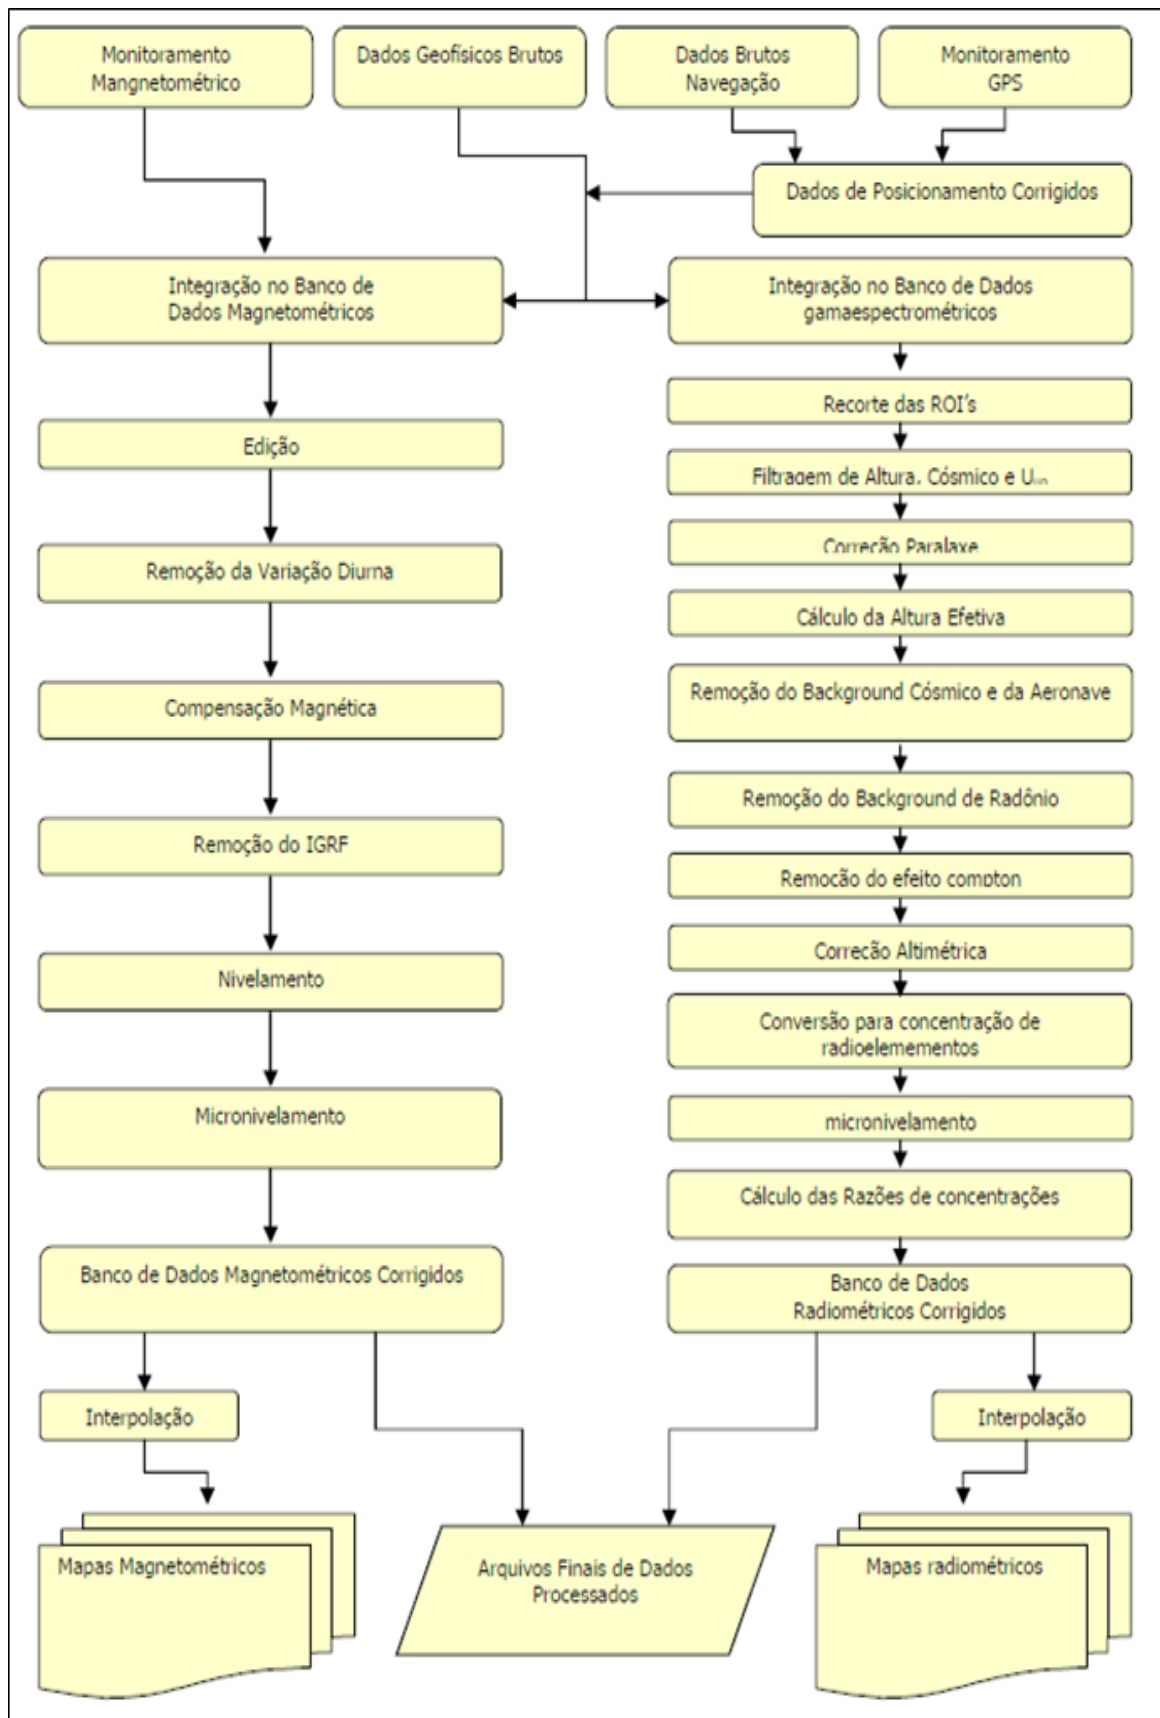 Monitoramento
Mangnetométrico
Dados Geofísicos Brutos
Dados Brutos
Navegação
Monitoramento
GPS
Dados de Posicionamento Corrigidos
Integração no Banco de
Dados Magnetométricos
Integração no Banco de Dados
gamaespectrométricos
Edição
Remoção da Variação Diurna
Compensação Magnética
Remoção do IGRF
Nivelamento
Micronivelamento
Banco de Dados Magnetométricos Corrigidos
Interpolação
Mapas Magnetométricos
Recorte das ROI's
Filtragem de Altura, Cósmico e
Correção Paralaxe
Cálculo da Altura Efetiva
Remoção do Background Cósmico e da Aeronave
Remoção do Background de Radônio
Remoção do efeito compton
Correção Altimétrica
Conversão para concentração de
radioelemementos
micronivelamento
Cálculo das Razões de concentrações
Banco de Dados
Radiométricos Corrigidos
Interpolação
Mapas radiométricos
Arquivos Finais de Dados
Processados